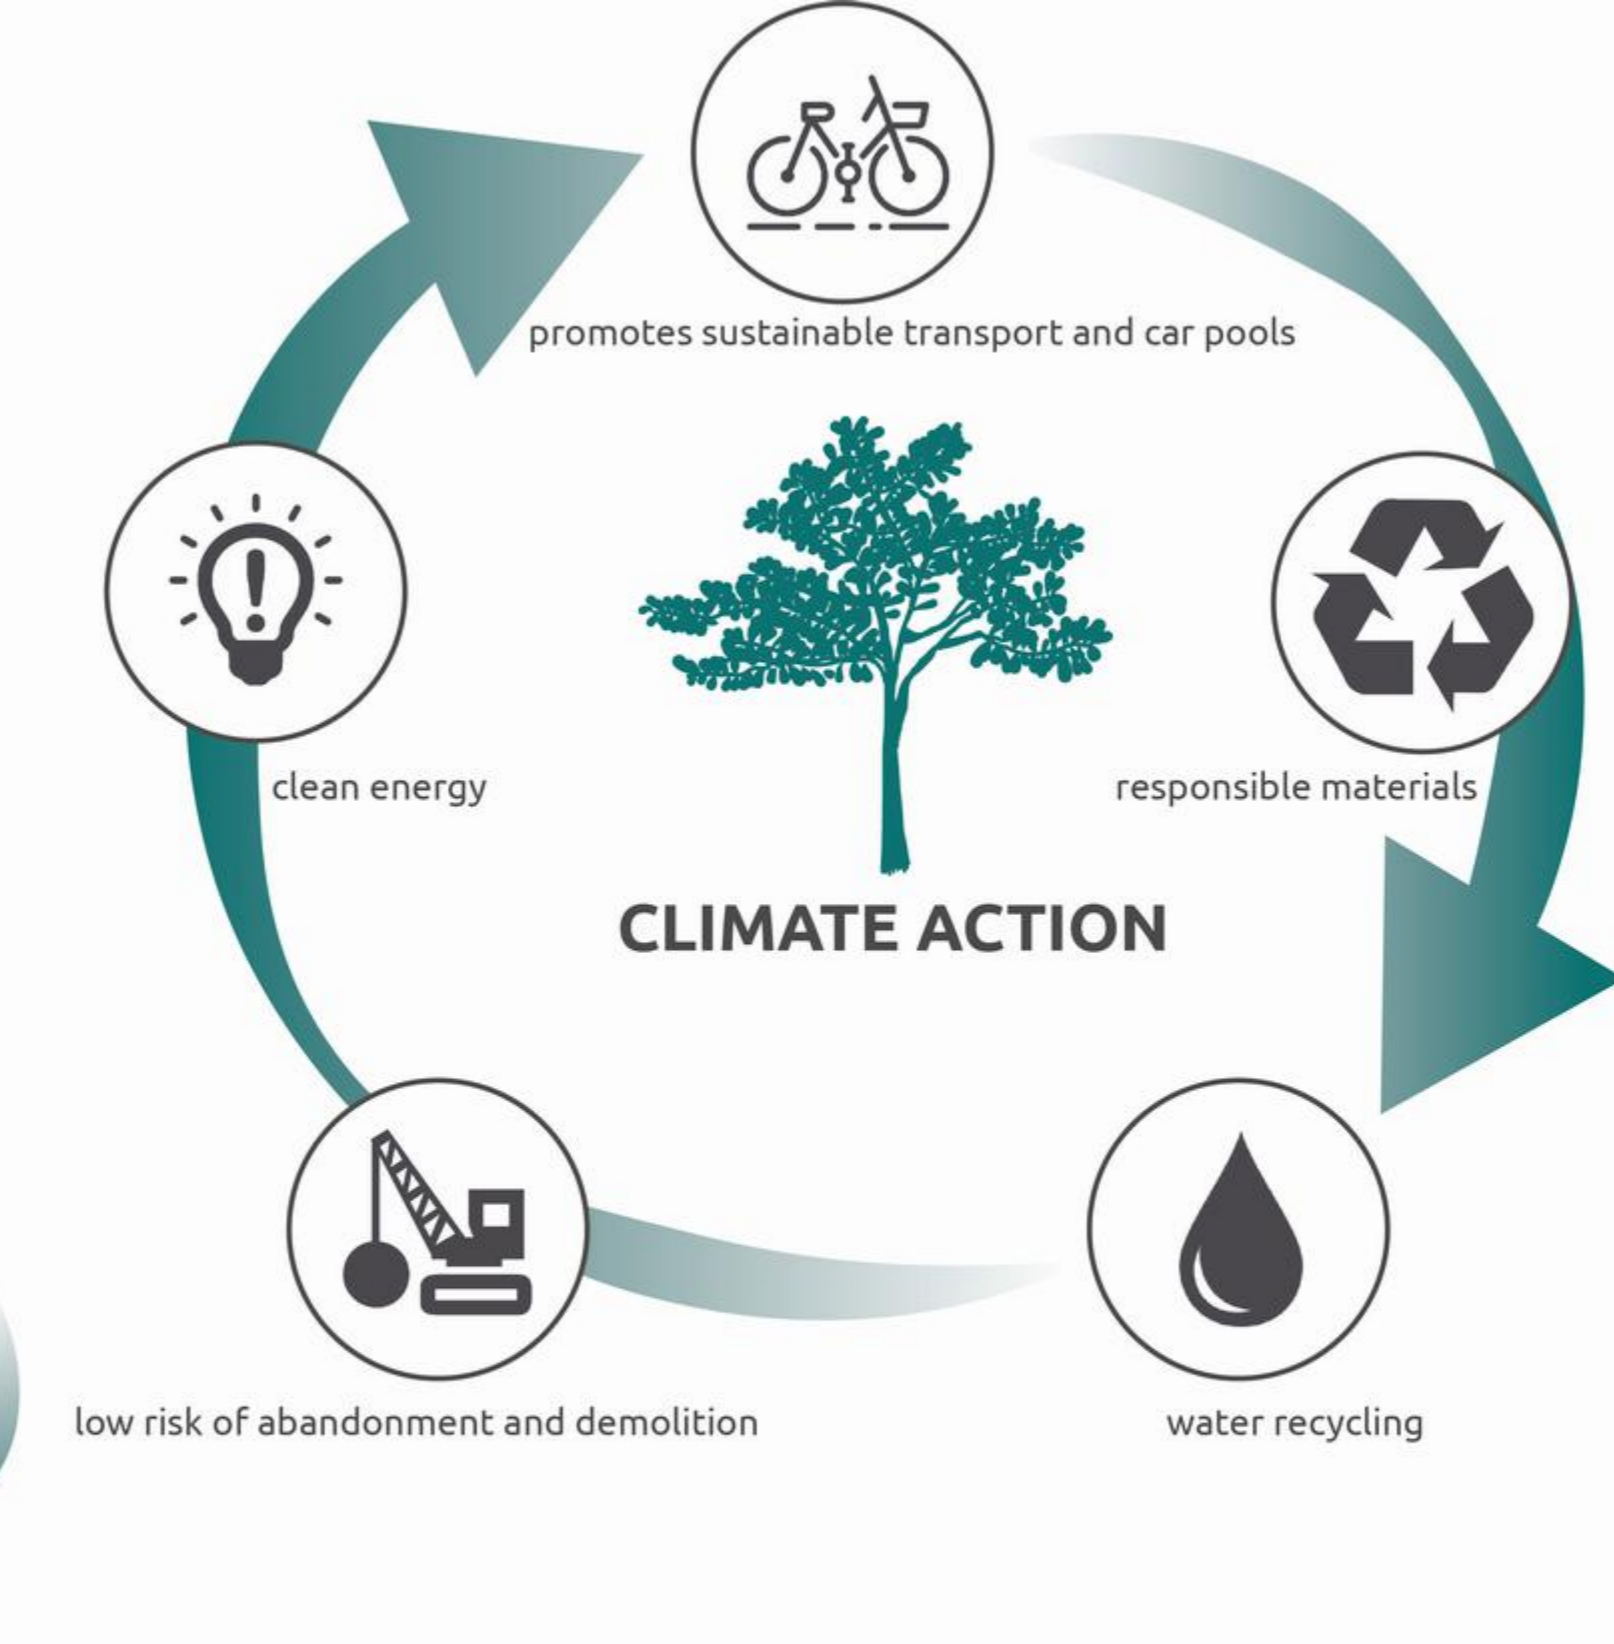 promotes sustainable transport and car pools
clean energy
responsible materials
CLIMATE ACTION
low risk of abandonment and demolition
water recycling